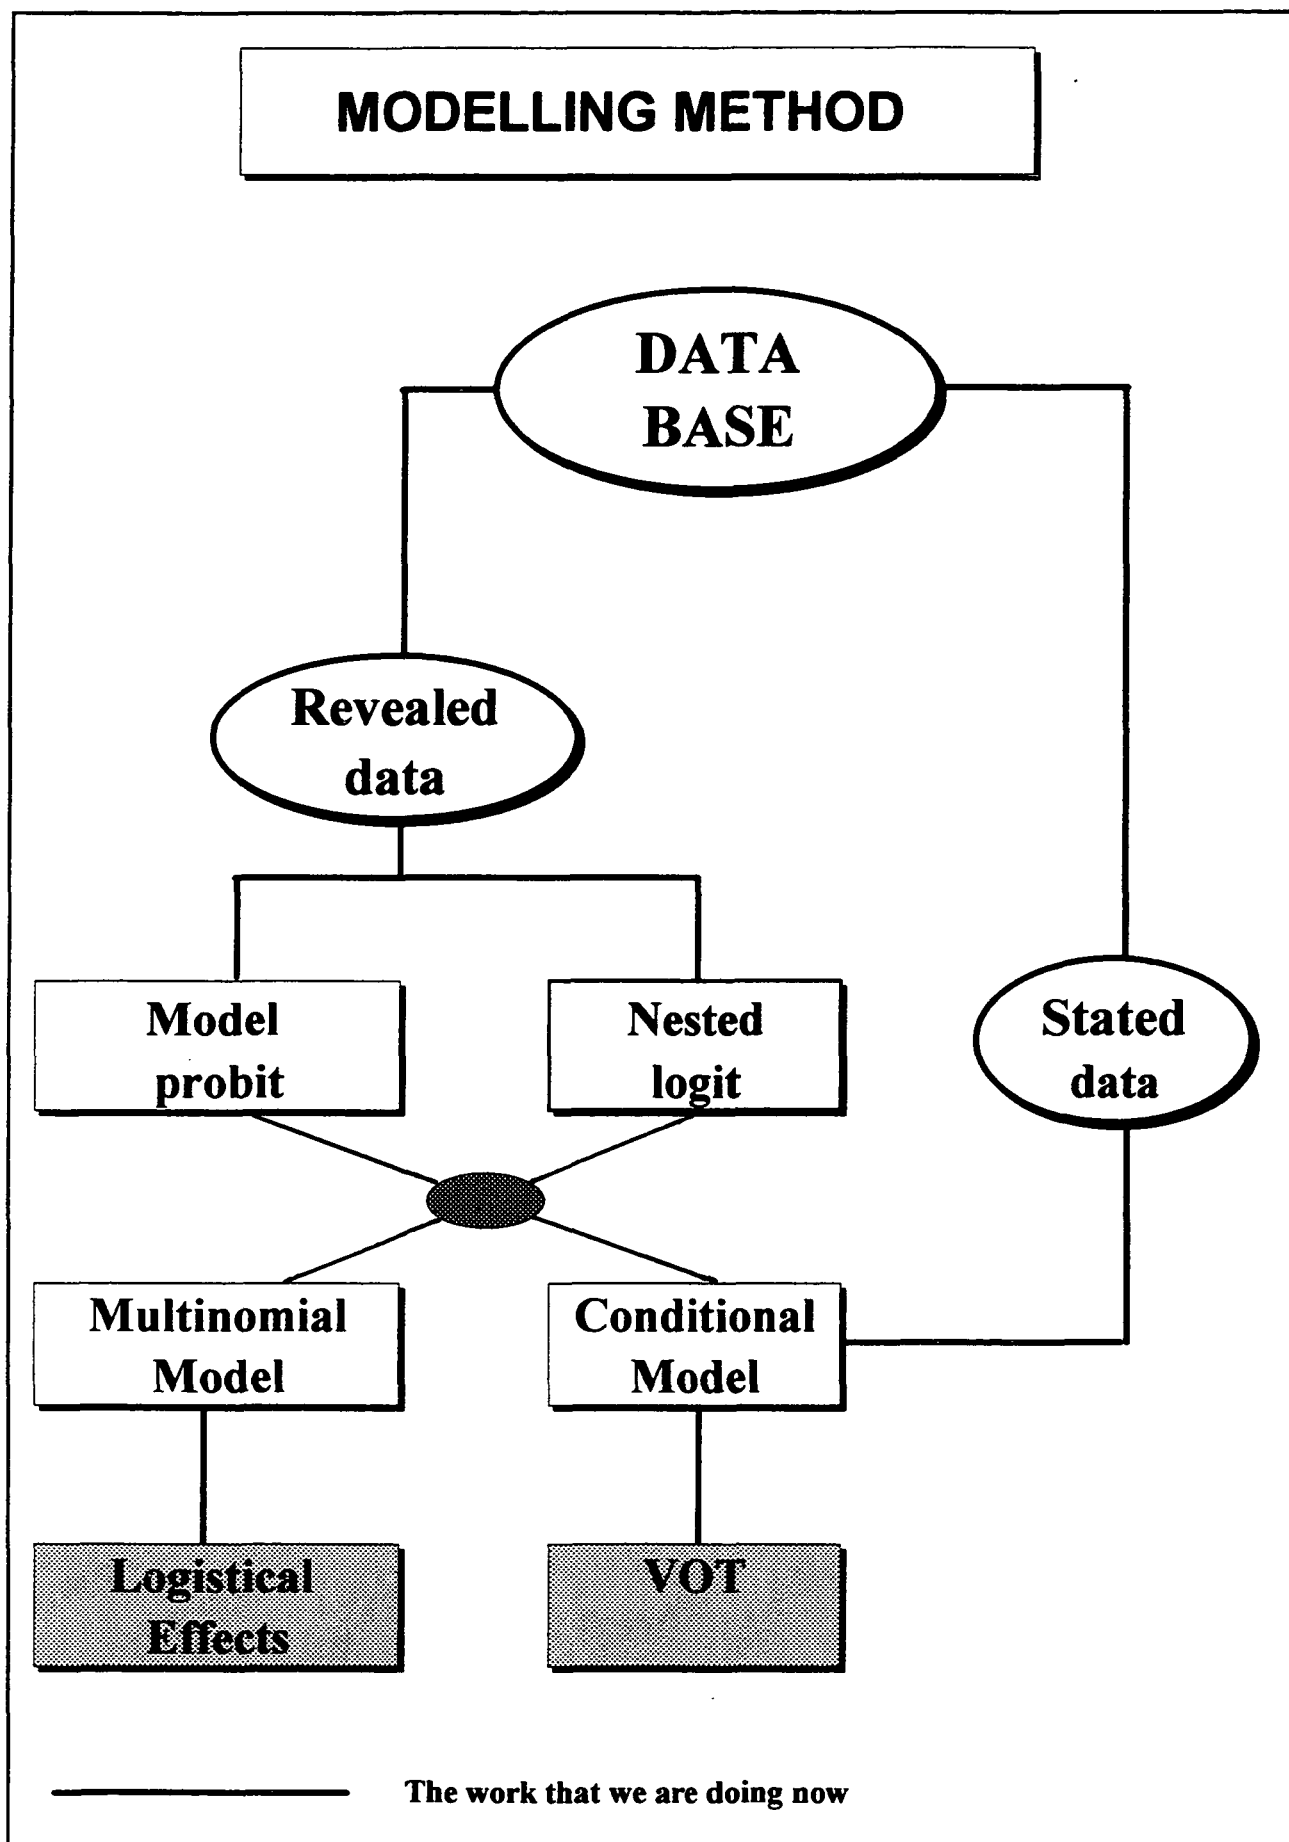 MODELLING METHOD
DATA
BASE
Revealed
data
Model
probit
Nested
logit
Stated
data
Multinomial
Model
Conditional
Model
Logistical
Effects
VOT
The work that we are doing now